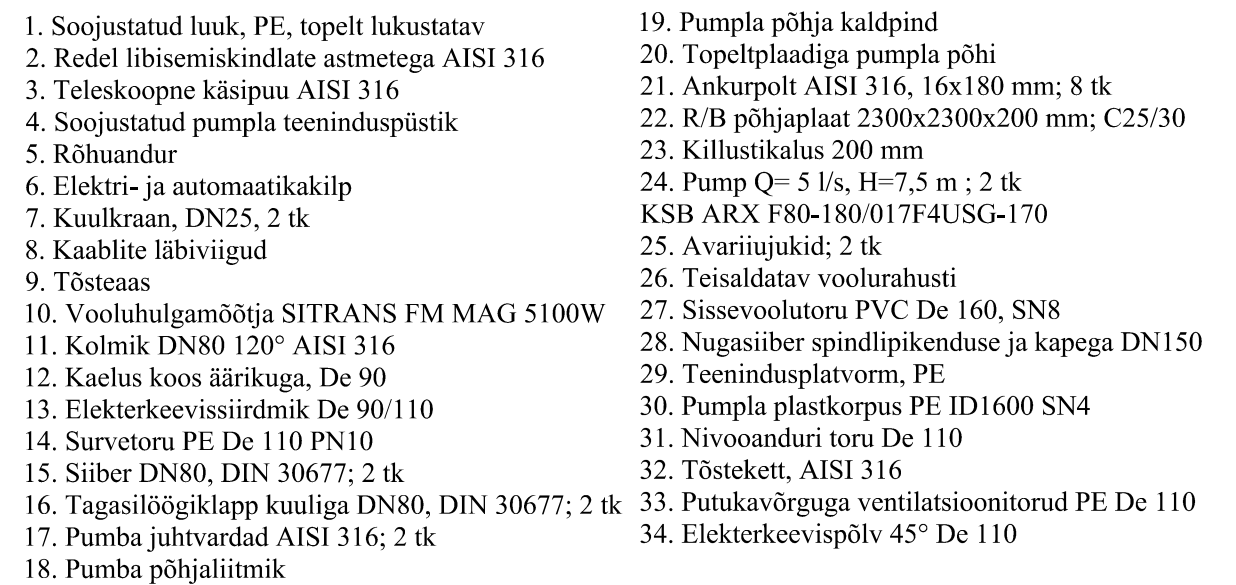 1. Soojustatud luuk, PE, topelt lukustatav
2. Redel libisemiskindlate astmetega AISI 316
3. Teleskoopne käsipuu AISI 316
4. Soojustatud pumpla teeninduspüstik
5. Rõhuandur
6. Elektri- ja automaatikakilp
7. Kuulkraan, DN25, 2 tk
8. Kaablite läbiviigud
9. Tõsteaas
10. Vooluhulgamõõtja SITRANS FM MAG 5100W
11. Kolmik DN80 120° AISI 316
12. Kaelus koos äärikuga, De 90
13. Elekterkeevissiirdmik De 90/110
14. Survetoru PE De 110 PN10
15. Siiber DN80, DIN 30677; 2 tk
16. Tagasilöögiklapp kuuliga DN80, DIN 30677; 2 tk
17. Pumba juhtvardad AISI 316; 2 tk
18. Pumba põhjaliitmik
19. Pumpla põhja kaldpind
20. Topeltplaadiga pumpla põhi
21. Ankurpolt AISI 316, 16x180 mm; 8 tk
22. R/B põhjaplaat 2300x2300x200 mm; C25/30
23. Killustikalus 200 mm
24. Pump Q= 5 l/s, H=7,5 m ; 2 tk
KSB ARX F80-180/017F4USG-170
25. Avariiujukid; 2 tk
26. Teisaldatav voolurahusti
27. Sissevoolutoru PVC De 160, SN8
28. Nugasiiber spindlipikenduse ja kapega DN150
29. Teenindusplatvorm, PE
30. Pumpla plastkorpus PE ID1600 SN4
31. Nivooanduri toru De 110
32. Tõstekett, AISI 316
33. Putukavõrguga ventilatsioonitorud PE De 110
34. Elekterkeevispõlv 45° De 110